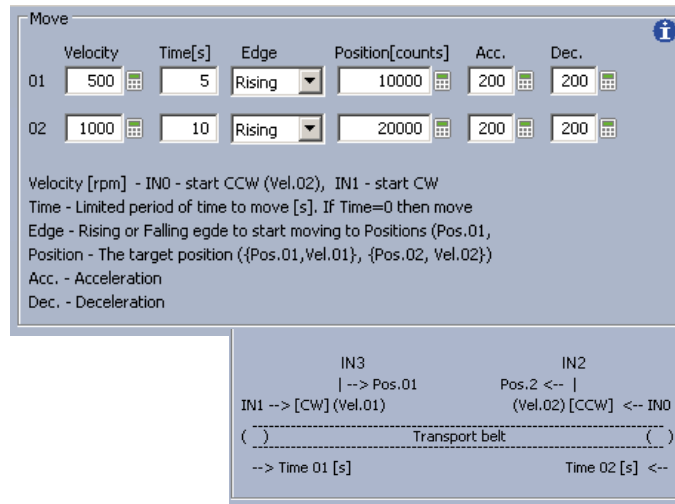 Move
Velocity Time[s] Edge Position[counts] Acc. Dec.
01 500 5 Rising 10000 200 200
02 1000 10 Rising 20000 200 200
Velocity [rpm] - IN0 - start CCW (Vel.02), IN1 - start CW
Time - Limited period of time to move [s]. If Time=0 then move
Edge - Rising or Falling egde to start moving to Positions (Pos.01,
Position - The target position ({Pos.01,Vel.01}, {Pos.02, Vel.02})
Acc. - Acceleration
Dec. - Deceleration
IN3 IN2
| --> Pos.01 Pos.2 <-- |
IN1 --> [CW] (Vel.01) (Vel.02) [CCW] <-- IN0
( ) Transport belt ( )
--> Time 01 [s] Time 02 [s] <--